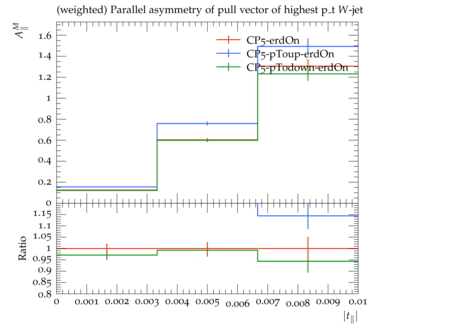 (weighted) Parallel asymmetry of pull vector of highest p_t W-jet
A^M_∥
CP5-erdOn
CP5-pToup-erdOn
CP5-pTodown-erdOn
1.6
1.4
1.2
1
0.8
0.6
0.4
0.2
0
Ratio
1.15
1.1
1.05
1
0.95
0.9
0.85
0.8
0 0.001 0.002 0.003 0.004 0.005 0.006 0.007 0.008 0.009 0.01
|t_∥|